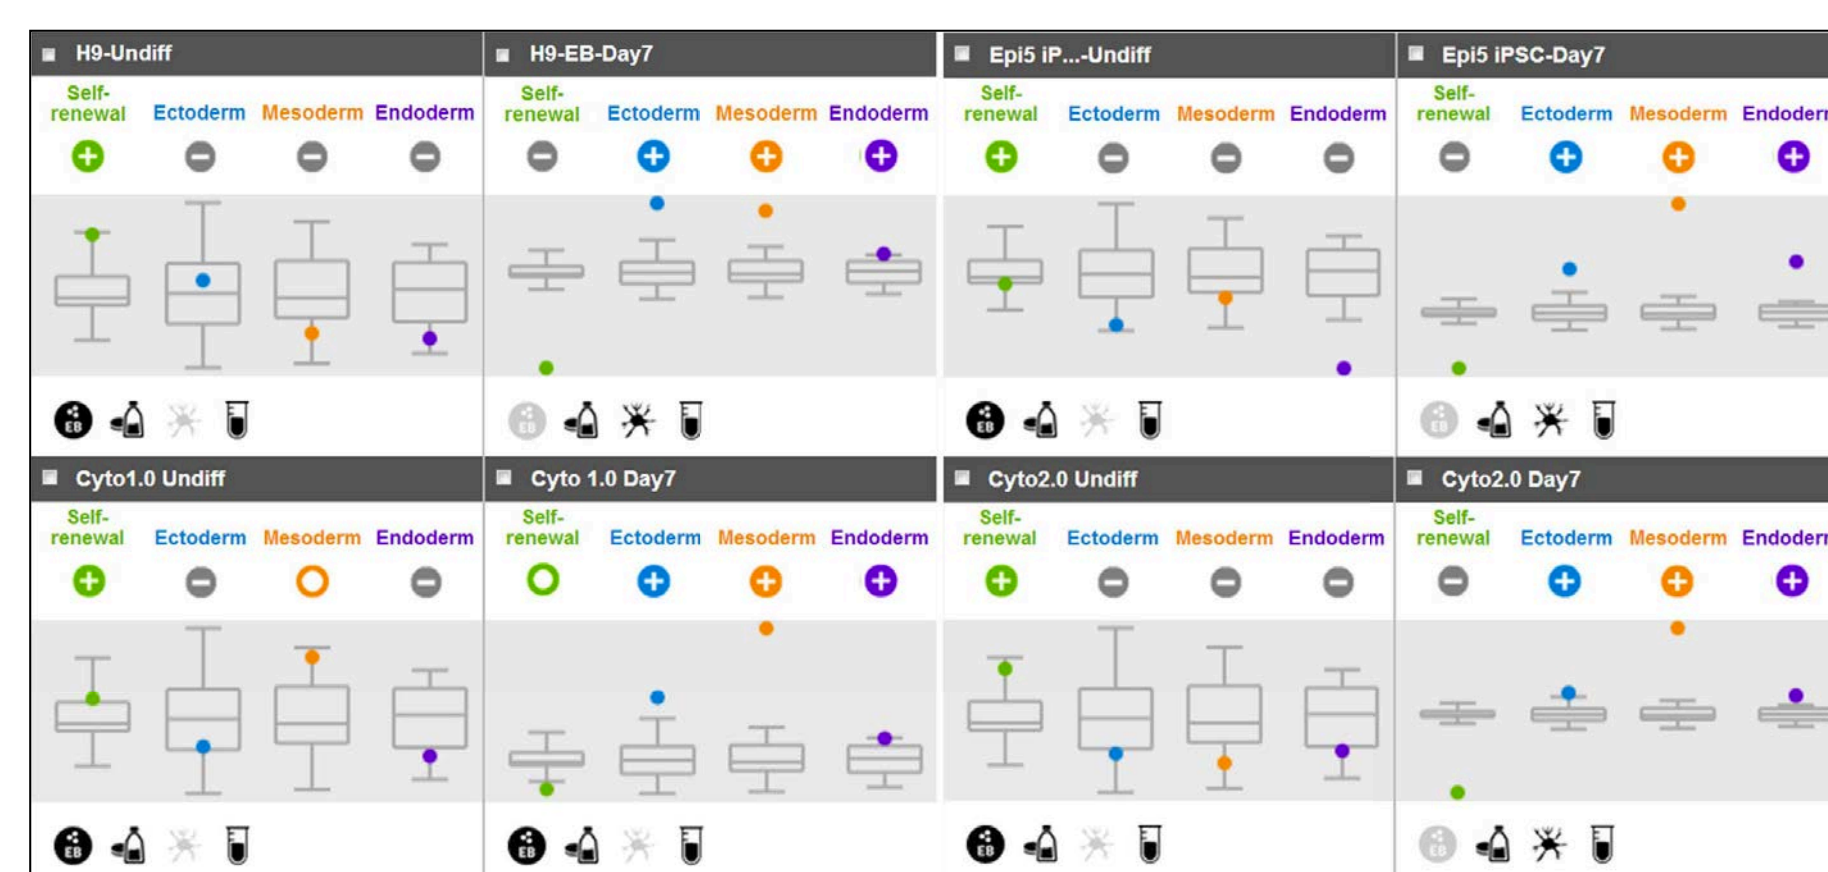 H9-Undiff
H9-EB-Day7
Epi5 iP...-Undiff
Epi5 iPSC-Day7
Self-
renewal Ectoderm Mesoderm Endoderm
Self-
renewal Ectoderm Mesoderm Endoderm
Self-
renewal Ectoderm Mesoderm Endoderm
Self-
renewal Ectoderm Mesoderm Endoderm
EB
EB
EB
EB
Cyto1.0 Undiff
Cyto 1.0 Day7
Cyto2.0 Undiff
Cyto2.0 Day7
Self-
renewal Ectoderm Mesoderm Endoderm
Self-
renewal Ectoderm Mesoderm Endoderm
Self-
renewal Ectoderm Mesoderm Endoderm
Self-
renewal Ectoderm Mesoderm Endoderm
EB
EB
EB
EB